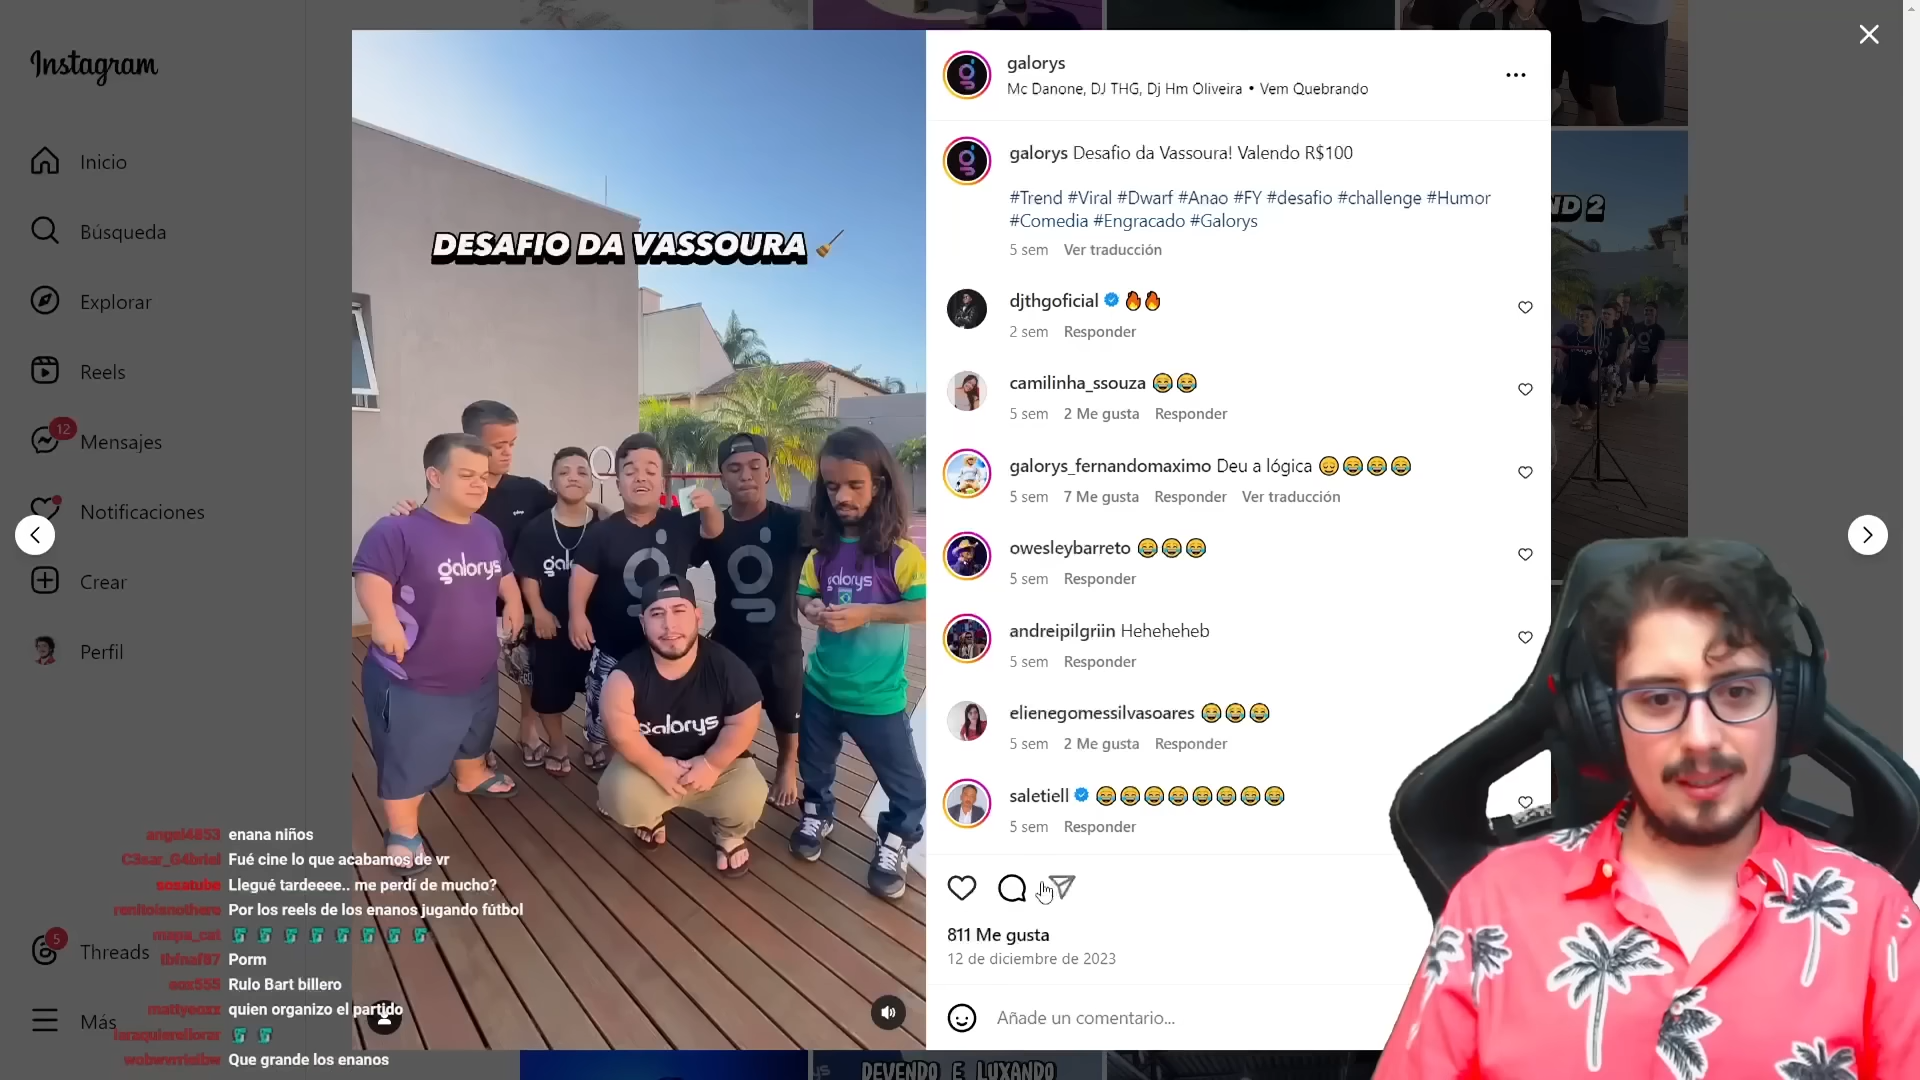 Instagram
Inicio
Búsqueda
Explorar
Reels
12
Mensajes
Notificaciones
Crear
Perfil
5
Threads
Más
DESAFIO DA VASSOURA
galorys
galorys
galorys
galorys
Mc Danone, DJ THG, Dj Hm Oliveira • Vem Quebrando
galorys Desafio da Vassoura! Valendo R$100
#Trend #Viral #Dwarf #Anao #FY #desafio #challenge #Humor
#Comedia #Engracado #Galorys
5 sem Ver traducción
djthgoficial 🔥🔥
2 sem Responder
camilinha_ssouza 😂😂
5 sem 2 Me gusta Responder
galorys_fernandomaximo Deu a lógica 😔😂😂😂
5 sem 7 Me gusta Responder Ver traducción
owesleybarreto 😂😂😂
5 sem Responder
andreipilgriin Heheheheb
5 sem Responder
elienegomessilvasoares 😂😂😂
5 sem 2 Me gusta Responder
saletiell 😂😂😂😂😂😂😂😂
5 sem Responder
811 Me gusta
12 de diciembre de 2023
Añade un comentario...
ND 2
angel4853 enana niños
C3sar_G4briel Fué cine lo que acabamos de vr
sosatube Llegué tardeeee.. me perdí de mucho?
Por los reels de los enanos jugando fútbol
mapa_cat
Porm
Rulo Bart billero
quien organizo el partido
Que grande los enanos
DEVENDO E LUXANDO